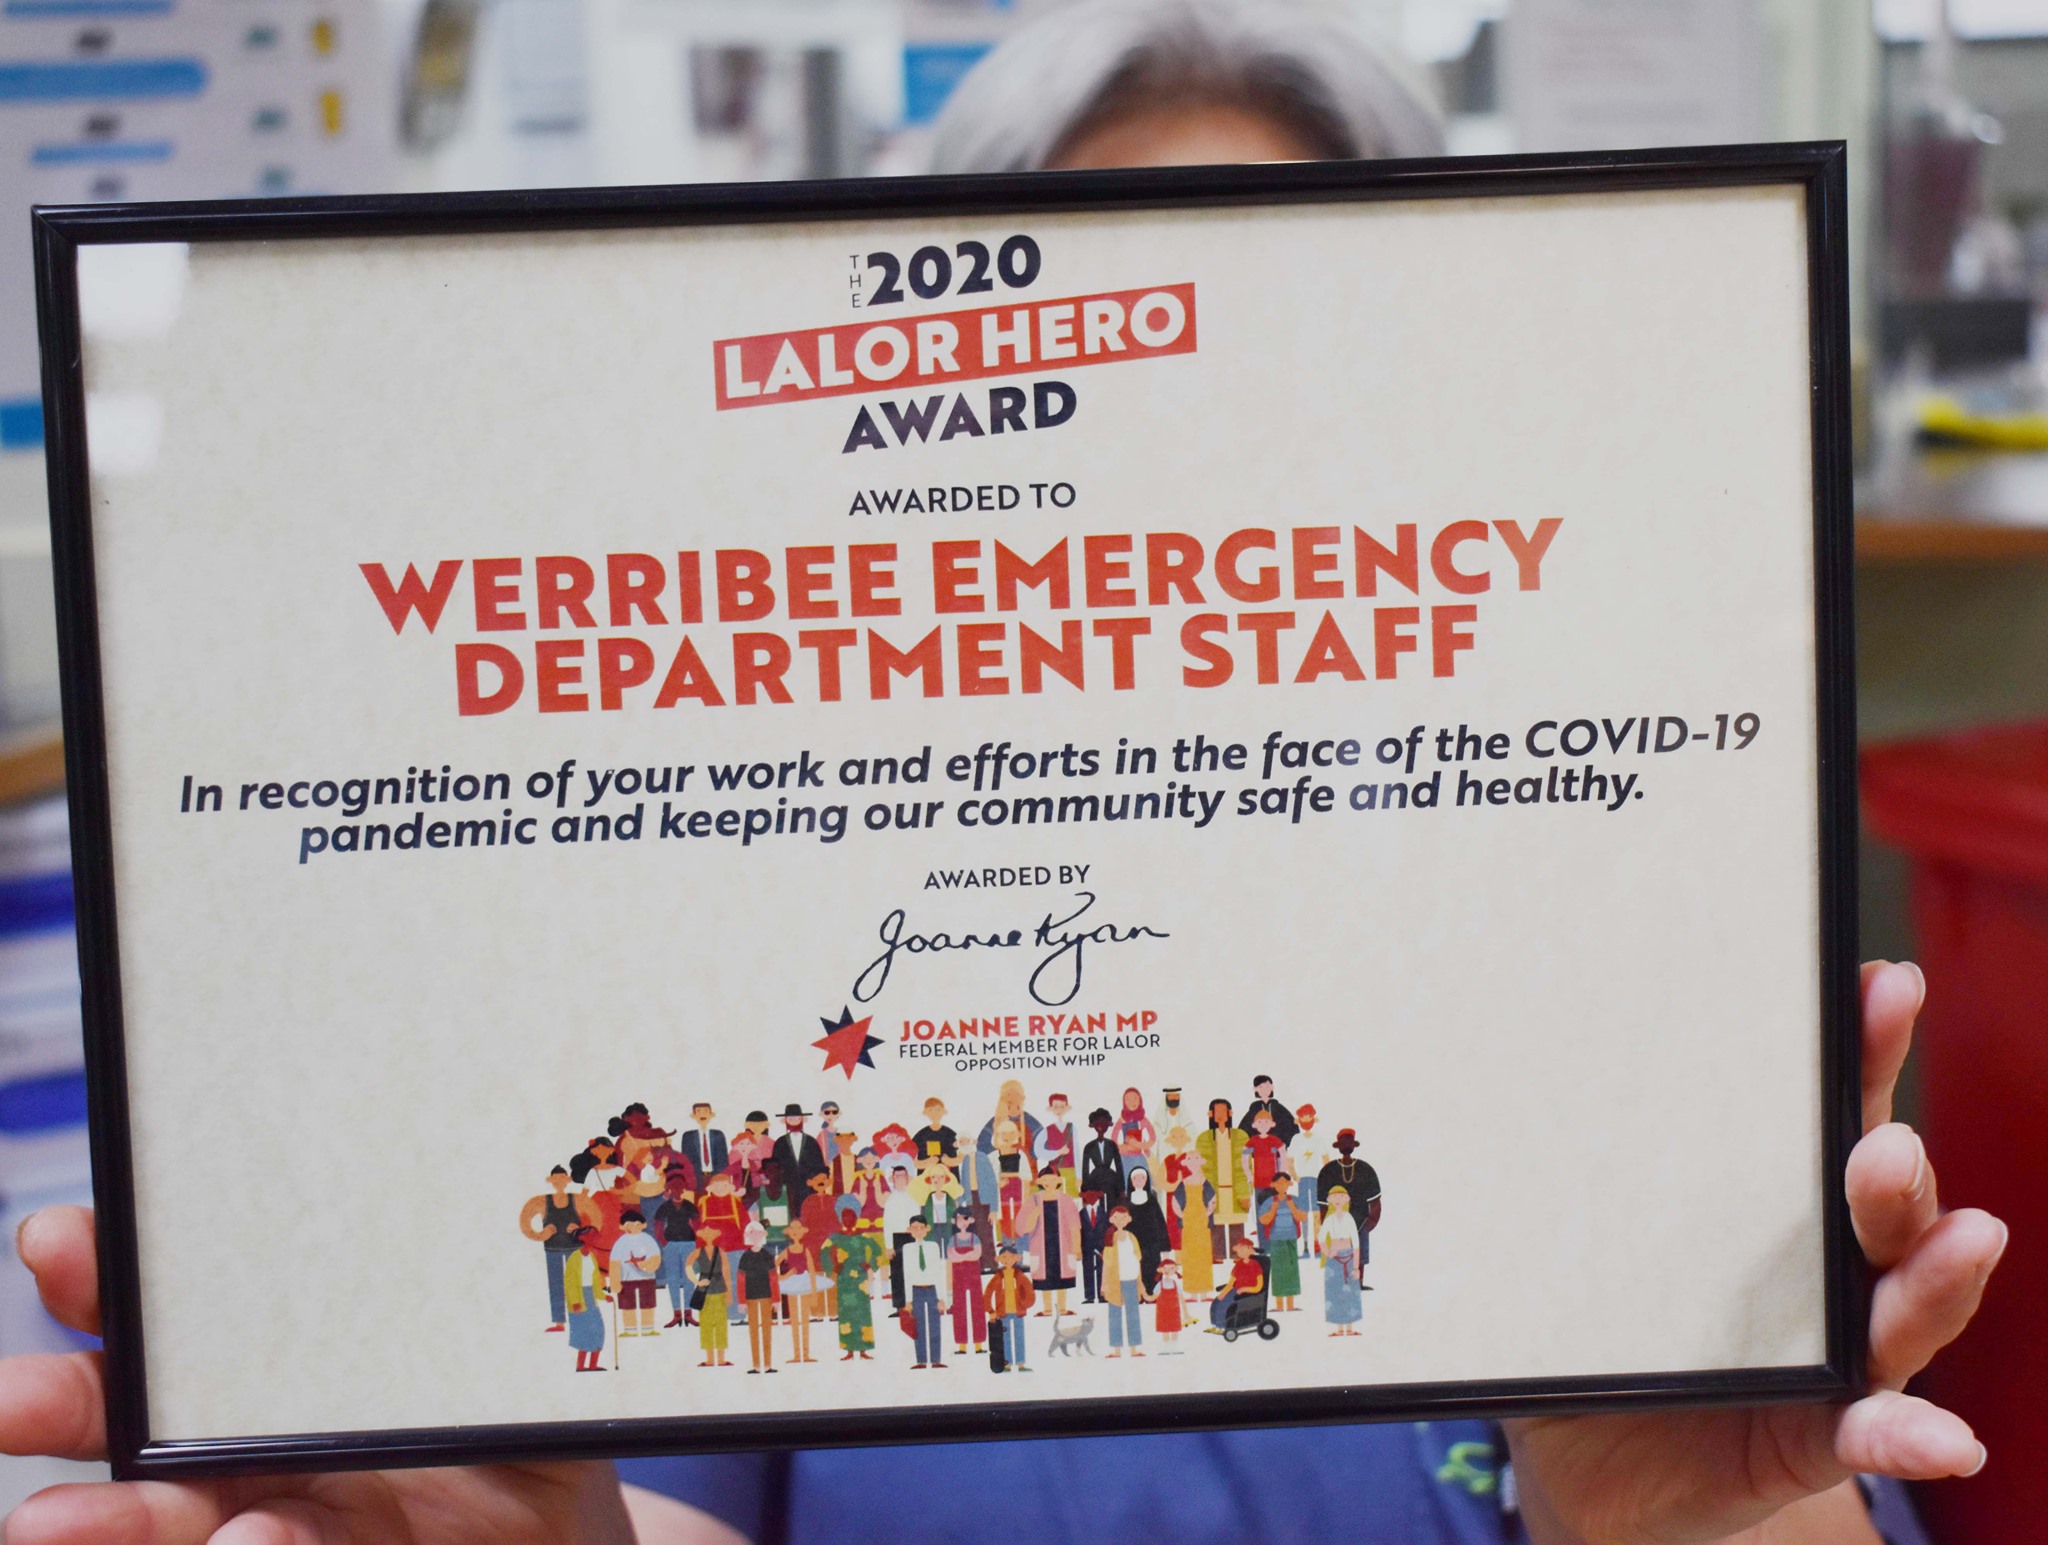 THE 2020
LALOR HERO
AWARD
AWARDED TO
WERRIBEE EMERGENCY
DEPARTMENT STAFF
In recognition of your work and efforts in the face of the COVID-19
pandemic and keeping our community safe and healthy.
AWARDED BY
Joanne Ryan
JOANNE RYAN MP
FEDERAL MEMBER FOR LALOR
OPPOSITION WHIP